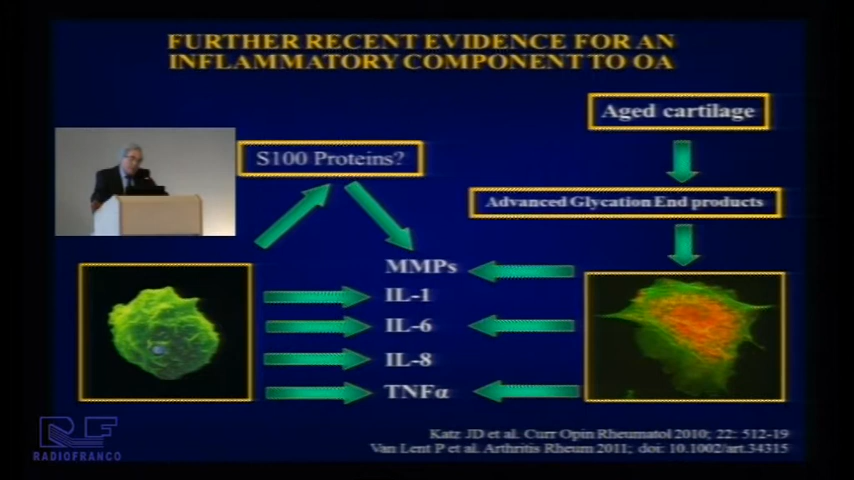 FURTHER RECENT EVIDENCE FOR AN
INFLAMMATORY COMPONENT TO OA
Aged cartilage
S100 Proteins?
Advanced Glycation End products
MMPs
IL-1
IL-6
IL-8
TNFα
Katz JD et al. Curr Opin Rheumatol 2010; 22: 512-19
Van Lent P et al. Arthritis Rheum 2011; doi: 10.1002/art.34315
RF
RADIOFRANCO